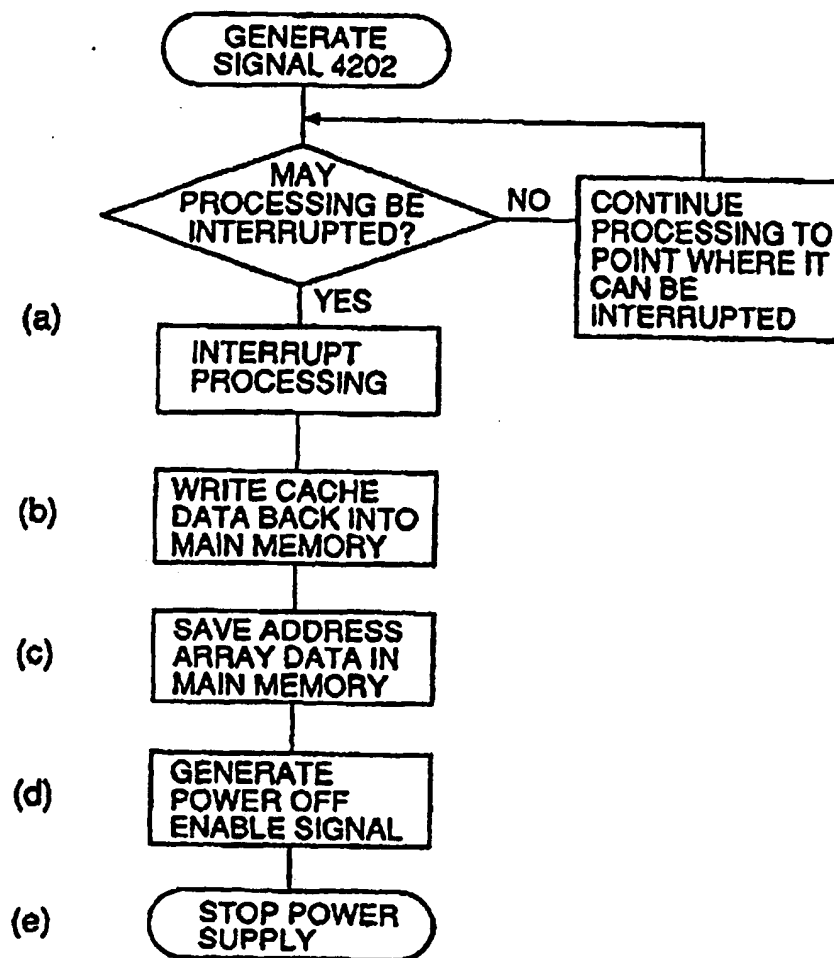 GENERATE
SIGNAL 4202
MAY
PROCESSING BE
INTERRUPTED?
NO
CONTINUE
PROCESSING TO
POINT WHERE IT
CAN BE
INTERRUPTED
YES
(a)
INTERRUPT
PROCESSING
(b)
WRITE CACHE
DATA BACK INTO
MAIN MEMORY
(c)
SAVE ADDRESS
ARRAY DATA IN
MAIN MEMORY
(d)
GENERATE
POWER OFF
ENABLE SIGNAL
(e)
STOP POWER
SUPPLY